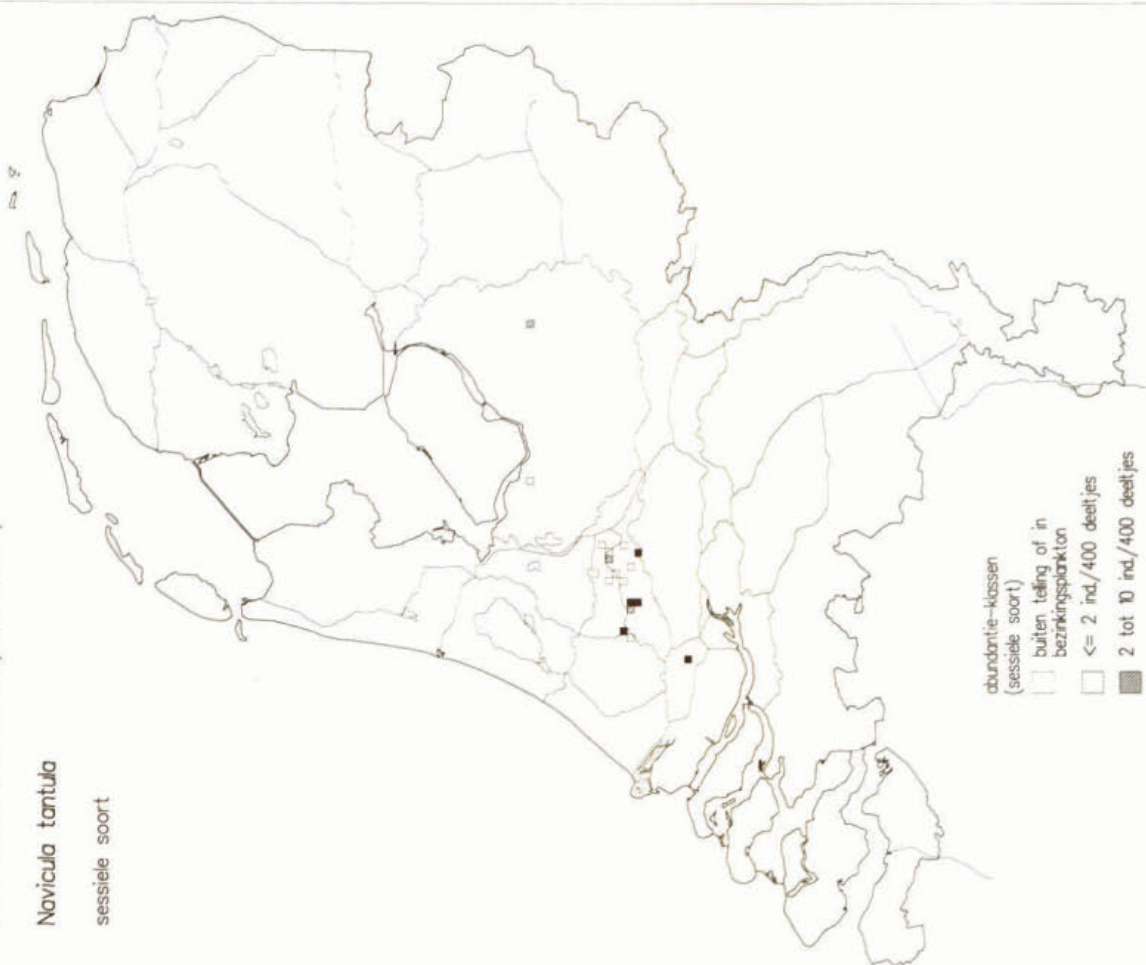 Navicula tantula
sessiele soort
abundantie-klassen
(sessiele soort)
buiten telling of in
bezinkingsplankton
<= 2 ind./400 deeltjes
2 tot 10 ind./400 deeltjes